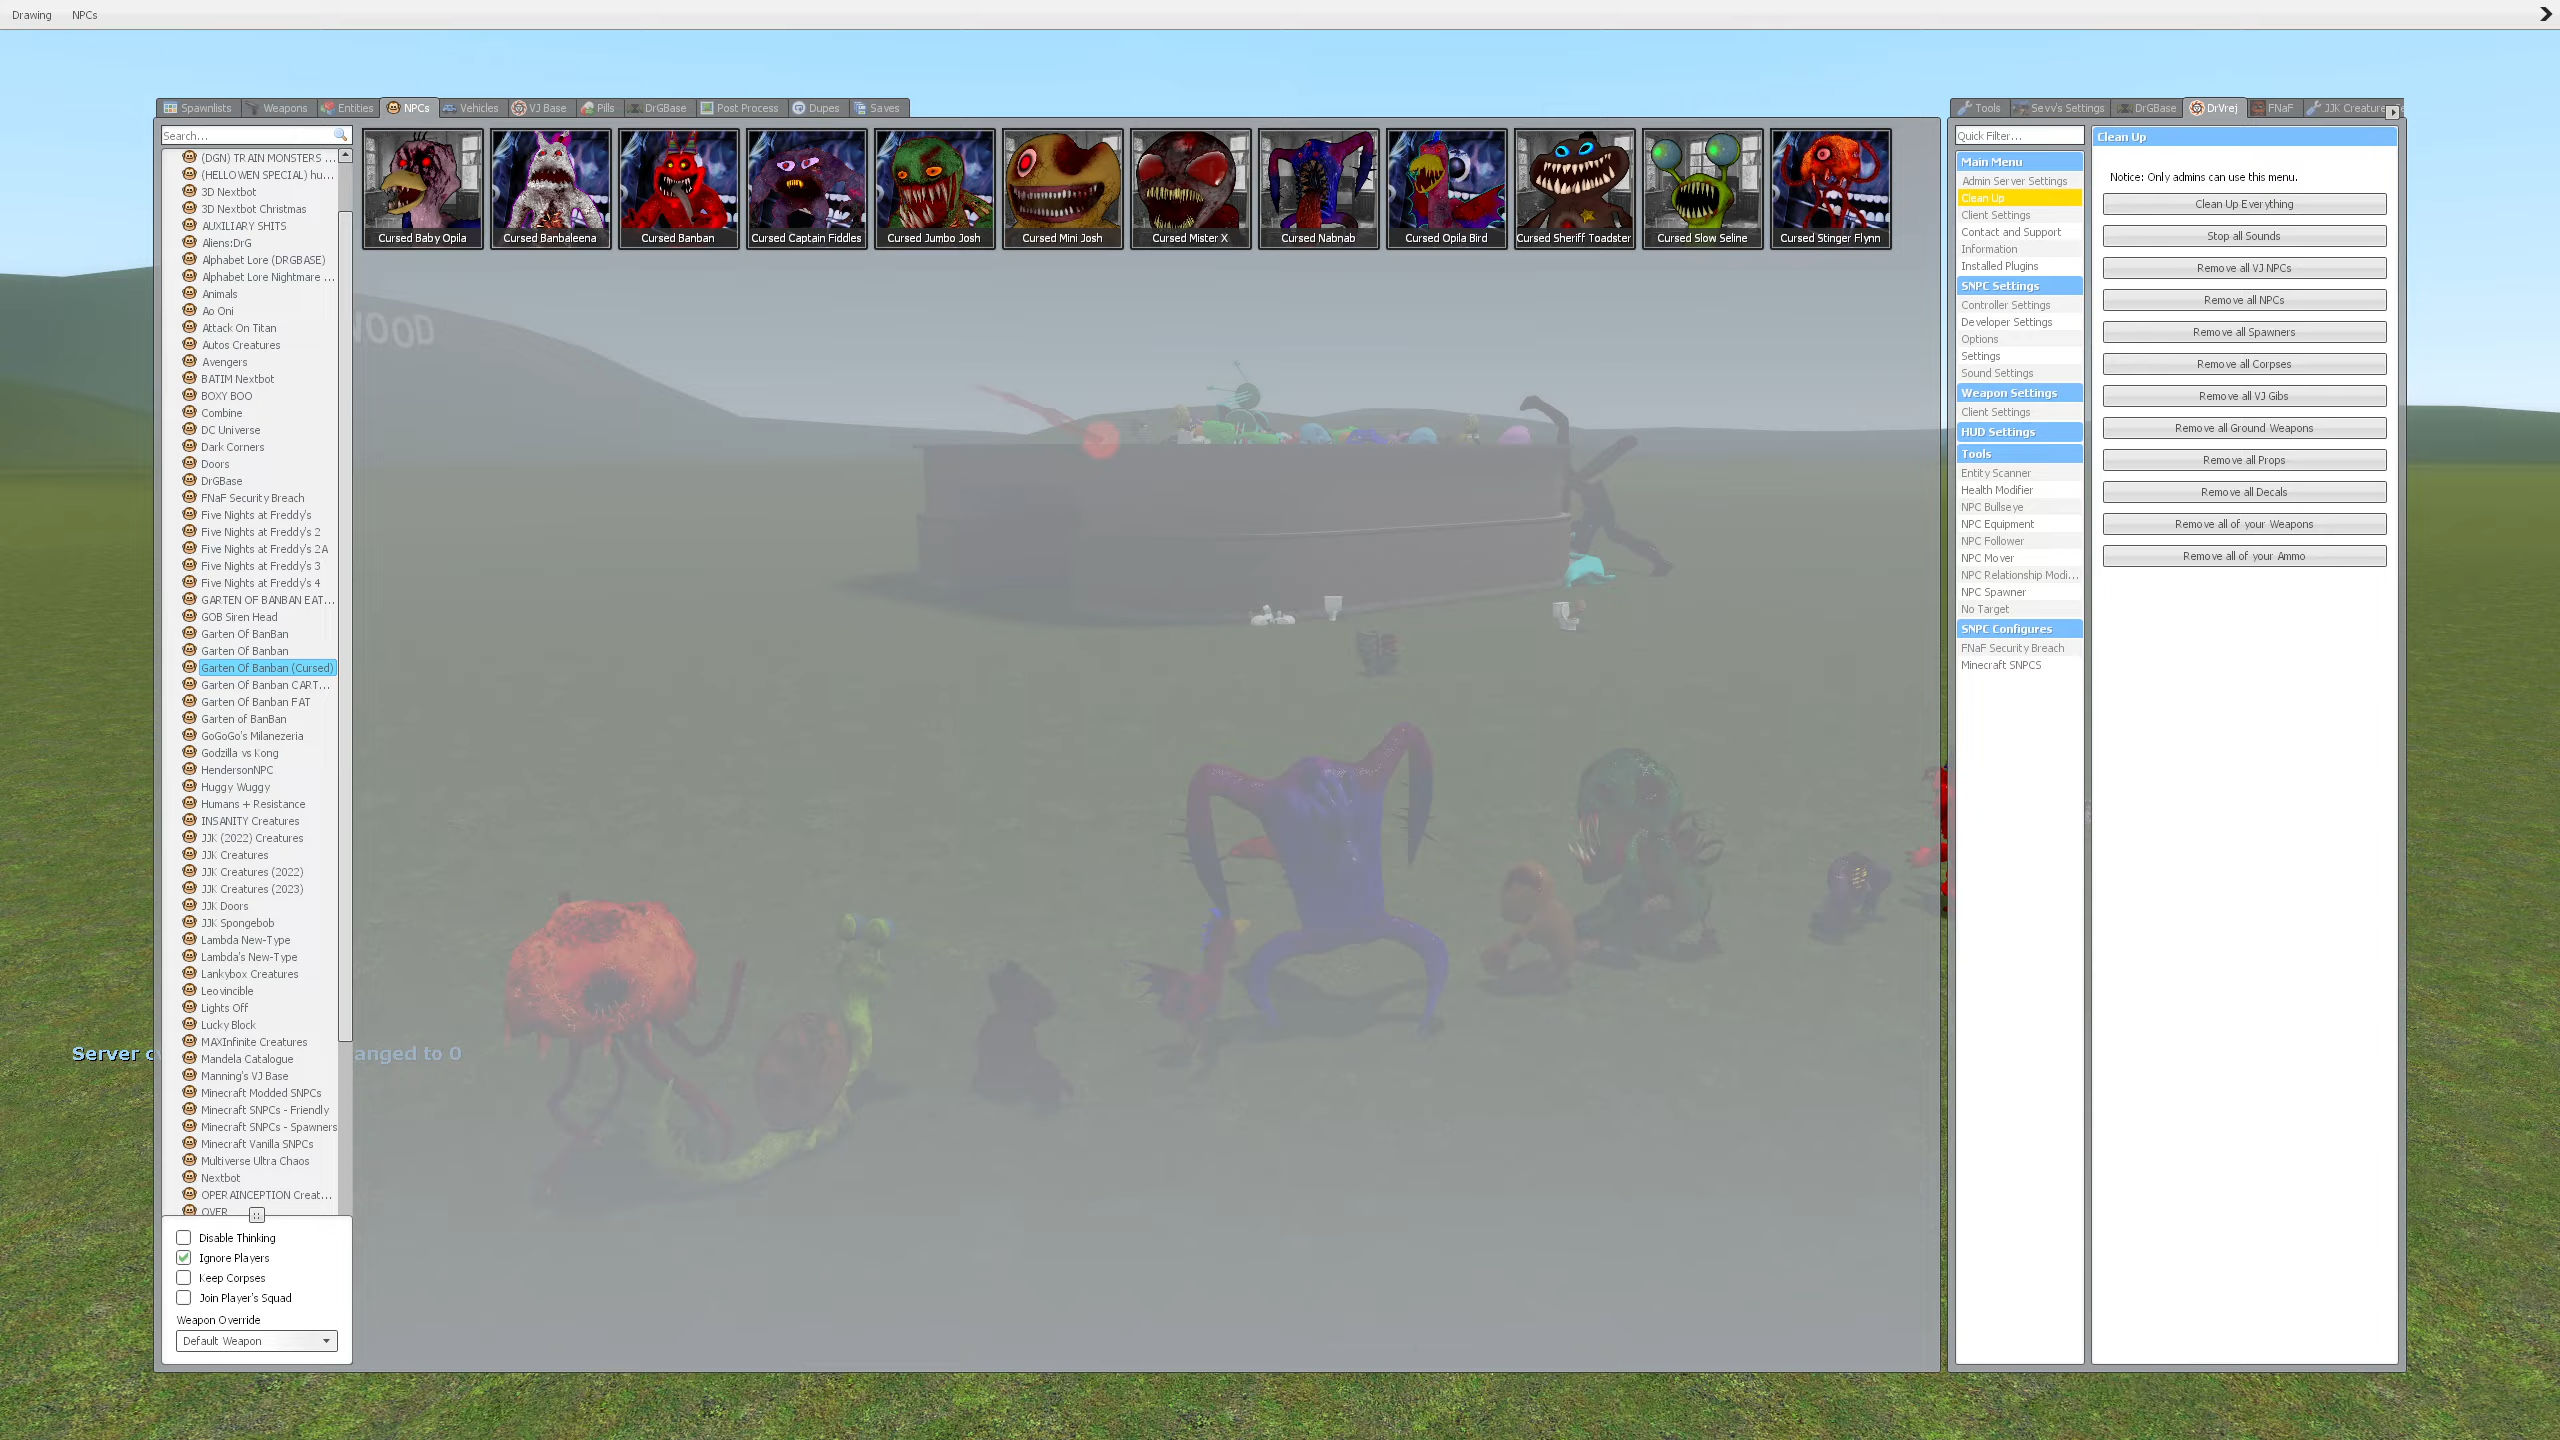 Drawing NPCs
Spawnlists Weapons Entities NPCs Vehicles VJ Base Pills DrGBase Post Process Dupes Saves
Search...
(DGN) TRAIN MONSTERS ...
(HELLOWEN SPECIAL) hu...
3D Nextbot
3D Nextbot Christmas
AUXILIARY SHITS
Aliens:DrG
Alphabet Lore (DRGBASE)
Alphabet Lore Nightmare ...
Animals
Ao Oni
Attack On Titan
Autos Creatures
Avengers
BATIM Nextbot
BOXY BOO
Combine
DC Universe
Dark Corners
Doors
DrGBase
FNaF Security Breach
Five Nights at Freddy's
Five Nights at Freddy's 2
Five Nights at Freddy's 2A
Five Nights at Freddy's 3
Five Nights at Freddy's 4
GARTEN OF BANBAN EAT...
GOB Siren Head
Garten Of BanBan
Garten Of Banban
Garten Of Banban (Cursed)
Garten Of Banban CART...
Garten Of Banban FAT
Garten of BanBan
GoGoGo's Milanezeria
Godzilla vs Kong
HendersonNPC
Huggy Wuggy
Humans + Resistance
INSANITY Creatures
JJK (2022) Creatures
JJK Creatures
JJK Creatures (2022)
JJK Creatures (2023)
JJK Doors
JJK Spongebob
Lambda New-Type
Lambda's New-Type
Lankybox Creatures
Leovincible
Lights Off
Lucky Block
MAXInfinite Creatures
Mandela Catalogue
Manning's VJ Base
Minecraft Modded SNPCs
Minecraft SNPCs - Friendly
Minecraft SNPCs - Spawners
Minecraft Vanilla SNPCs
Multiverse Ultra Chaos
Nextbot
OPERAINCEPTION Creat...
OVER
Disable Thinking
Ignore Players
Keep Corpses
Join Player's Squad
Weapon Override
Default Weapon
Cursed Baby Opila
Cursed Banbaleena
Cursed Banban
Cursed Captain Fiddles
Cursed Jumbo Josh
Cursed Mini Josh
Cursed Mister X
Cursed Nabnab
Cursed Opila Bird
Cursed Sheriff Toadster
Cursed Slow Seline
Cursed Stinger Flynn
Server c
anged to 0
Tools Sevv's Settings DrGBase DrVrej FNaF JJK Creature
Quick Filter...
Main Menu
Admin Server Settings
Clean Up
Client Settings
Contact and Support
Information
Installed Plugins
SNPC Settings
Controller Settings
Developer Settings
Options
Settings
Sound Settings
Weapon Settings
Client Settings
HUD Settings
Tools
Entity Scanner
Health Modifier
NPC Bullseye
NPC Equipment
NPC Follower
NPC Mover
NPC Relationship Modi...
NPC Spawner
No Target
SNPC Configures
FNaF Security Breach
Minecraft SNPCS
Clean Up
Notice: Only admins can use this menu.
Clean Up Everything
Stop all Sounds
Remove all VJ NPCs
Remove all NPCs
Remove all Spawners
Remove all Corpses
Remove all VJ Gibs
Remove all Ground Weapons
Remove all Props
Remove all Decals
Remove all of your Weapons
Remove all of your Ammo